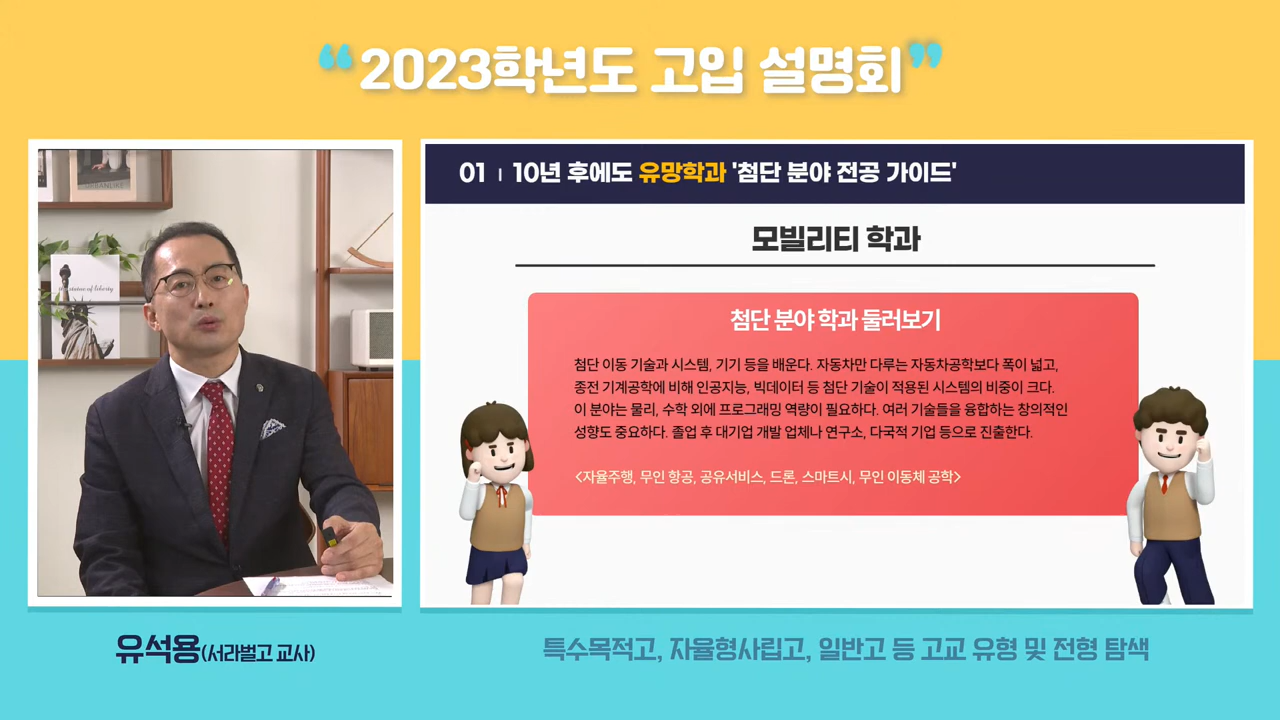 “2023학년도 고입 설명회”
01 | 10년 후에도 유망학과 '첨단 분야 전공 가이드'
모빌리티 학과
첨단 분야 학과 둘러보기
첨단 이동 기술과 시스템, 기기 등을 배운다. 자동차만 다루는 자동차공학보다 폭이 넓고,
종전 기계공학에 비해 인공지능, 빅데이터 등 첨단 기술이 적용된 시스템의 비중이 크다.
이 분야는 물리, 수학 외에 프로그래밍 역량이 필요하다. 여러 기술들을 융합하는 창의적인
성향도 중요하다. 졸업 후 대기업 개발 업체나 연구소, 다국적 기업 등으로 진출한다.
<자율주행, 무인 항공, 공유서비스, 드론, 스마트시, 무인 이동체 공학>
URBANLIKE
the statue of liberty
유석용(서라벌고 교사)
특수목적고, 자율형사립고, 일반고 등 고교 유형 및 전형 탐색